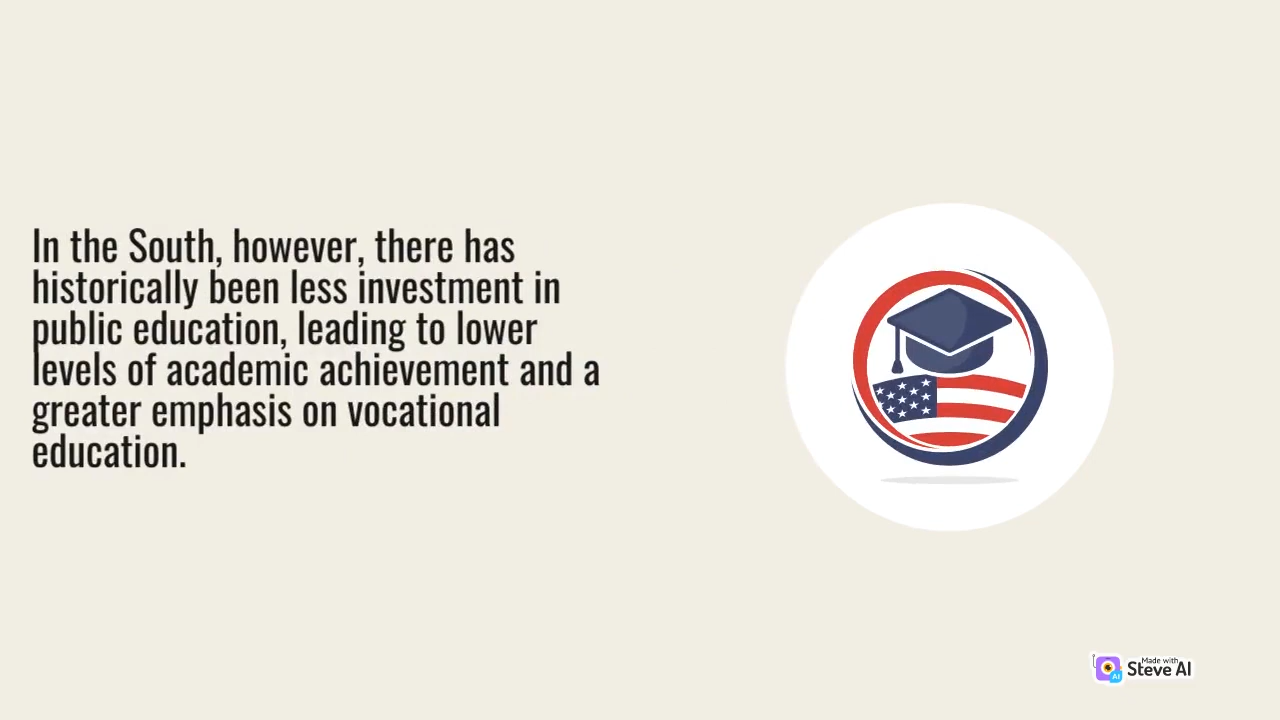 In the South, however, there has
historically been less investment in
public education, leading to lower
levels of academic achievement and a
greater emphasis on vocational
education.
Made with
Steve AI
AI